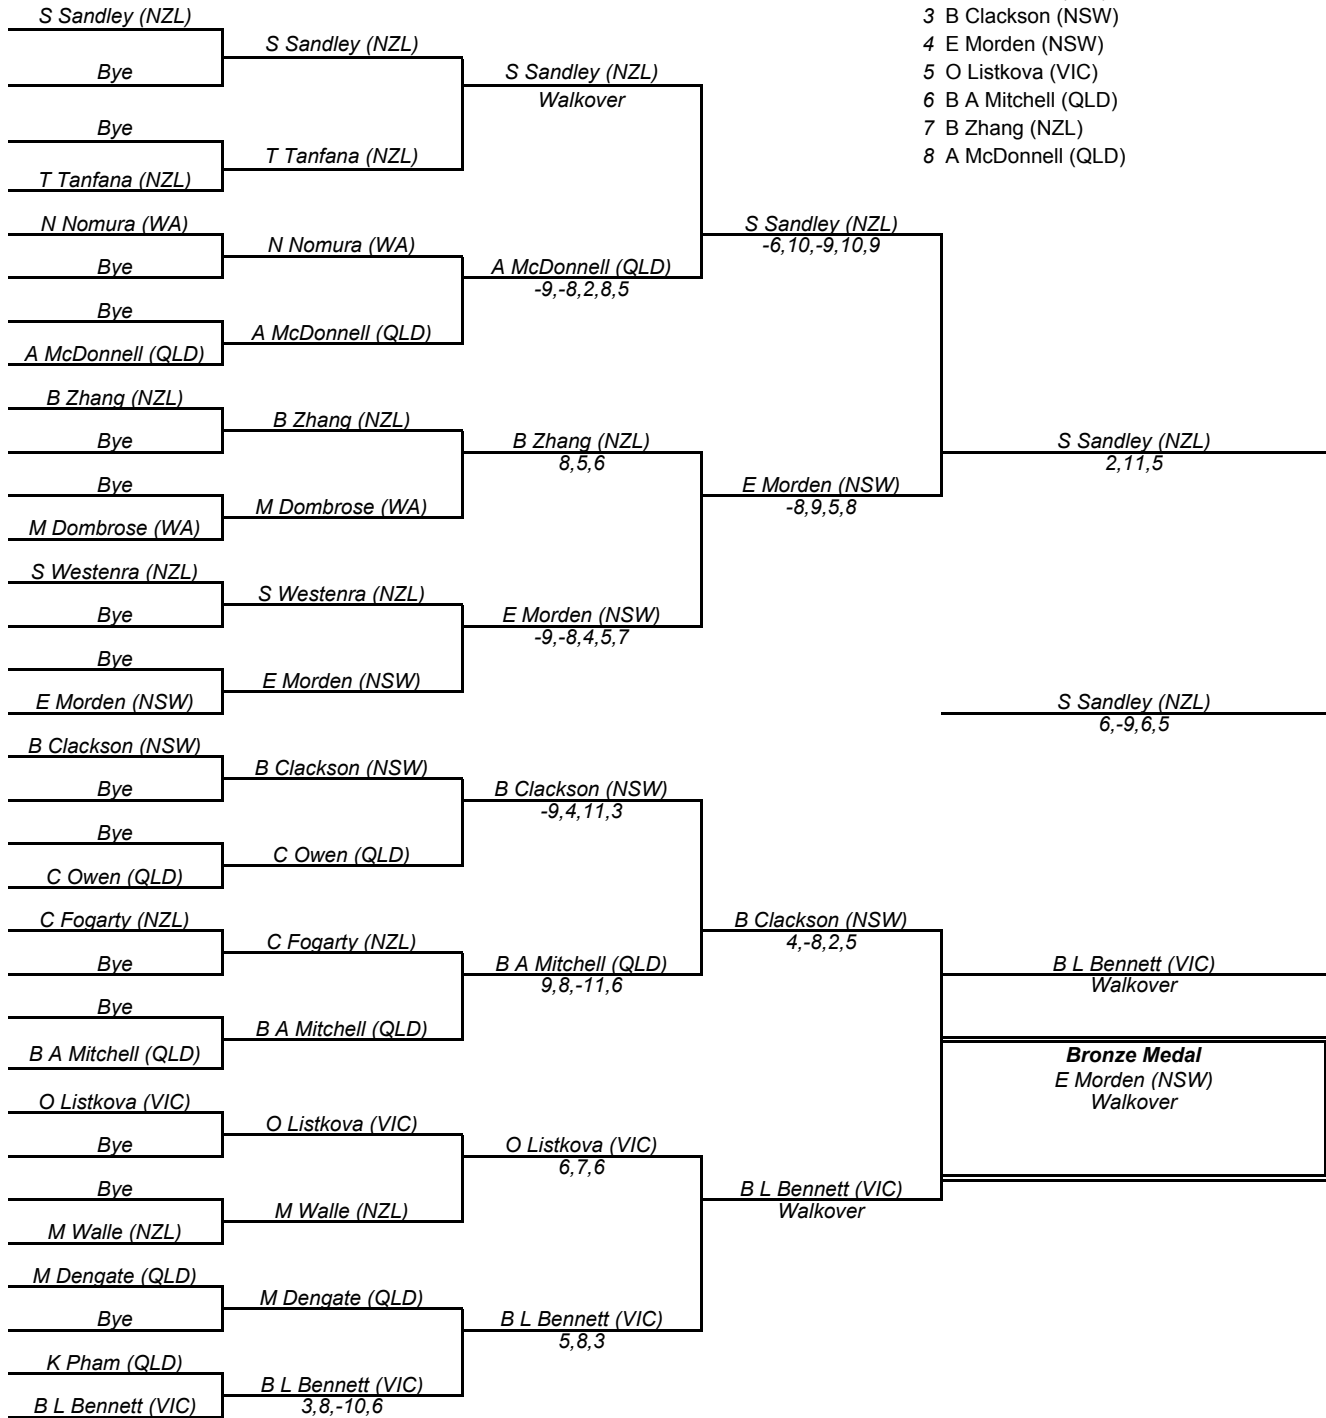 S Sandley (NZL)
Bye
Bye
T Tanfana (NZL)
N Nomura (WA)
Bye
Bye
A McDonnell (QLD)
B Zhang (NZL)
Bye
Bye
M Dombrose (WA)
S Westenra (NZL)
Bye
Bye
E Morden (NSW)
B Clackson (NSW)
Bye
Bye
C Owen (QLD)
C Fogarty (NZL)
Bye
Bye
B A Mitchell (QLD)
O Listkova (VIC)
Bye
Bye
M Walle (NZL)
M Dengate (QLD)
Bye
K Pham (QLD)
B L Bennett (VIC)
S Sandley (NZL)
T Tanfana (NZL)
N Nomura (WA)
A McDonnell (QLD)
B Zhang (NZL)
M Dombrose (WA)
S Westenra (NZL)
E Morden (NSW)
B Clackson (NSW)
C Owen (QLD)
C Fogarty (NZL)
B A Mitchell (QLD)
O Listkova (VIC)
M Walle (NZL)
M Dengate (QLD)
B L Bennett (VIC)
3,8,-10,6
S Sandley (NZL)
Walkover
A McDonnell (QLD)
-9,-8,2,8,5
B Zhang (NZL)
8,5,6
E Morden (NSW)
-9,-8,4,5,7
B Clackson (NSW)
-9,4,11,3
B A Mitchell (QLD)
9,8,-11,6
O Listkova (VIC)
6,7,6
B L Bennett (VIC)
5,8,3
S Sandley (NZL)
-6,10,-9,10,9
E Morden (NSW)
-8,9,5,8
B Clackson (NSW)
4,-8,2,5
B L Bennett (VIC)
Walkover
3 B Clackson (NSW)
4 E Morden (NSW)
5 O Listkova (VIC)
6 B A Mitchell (QLD)
7 B Zhang (NZL)
8 A McDonnell (QLD)
S Sandley (NZL)
2,11,5
S Sandley (NZL)
6,-9,6,5
B L Bennett (VIC)
Walkover
Bronze Medal
E Morden (NSW)
Walkover